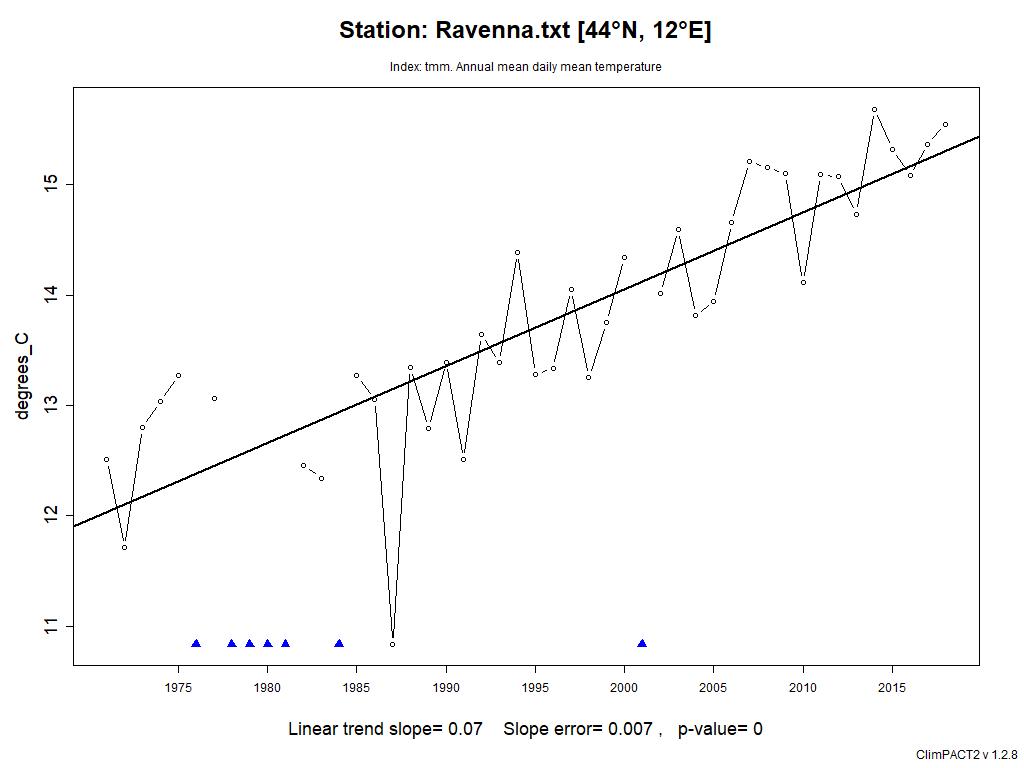 Station: Ravenna.txt [44°N, 12°E]
Index: tmm. Annual mean daily mean temperature
degrees_C
15
14
13
12
11
1975 1980 1985 1990 1995 2000 2005 2010 2015
Linear trend slope= 0.07 Slope error= 0.007 , p-value= 0
ClimPACT2 v 1.2.8